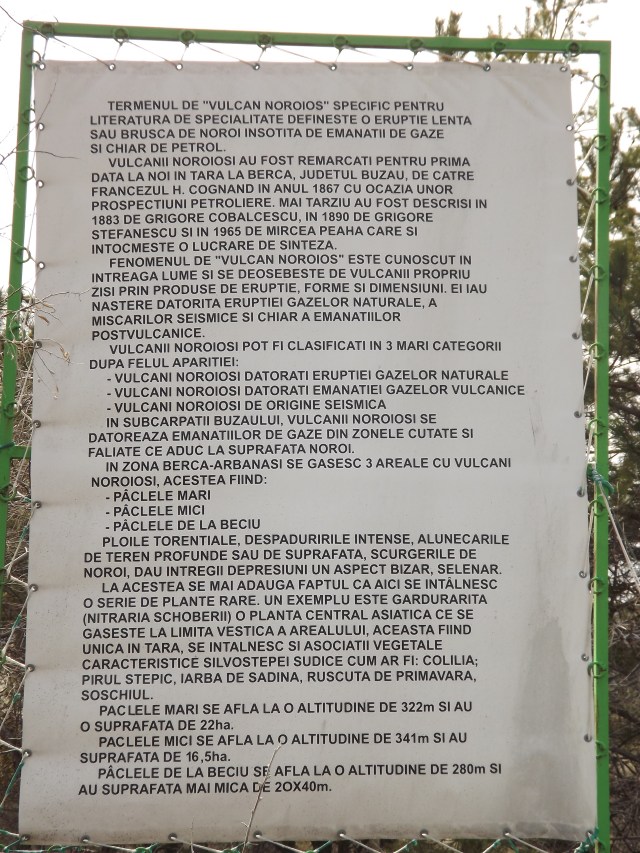 TERMENUL DE "VULCAN NOROIOS" SPECIFIC PENTRU
LITERATURA DE SPECIALITATE DEFINESTE O ERUPTIE LENTA
SAU BRUSCA DE NOROI INSOTITA DE EMANATII DE GAZE
SI CHIAR DE PETROL.
VULCANII NOROIOSI AU FOST REMARCATI PENTRU PRIMA
DATA LA NOI IN TARA LA BERCA, JUDETUL BUZAU, DE CATRE
FRANCEZUL H. COGNAND IN ANUL 1867 CU OCAZIA UNOR
PROSPECTIUNI PETROLIERE. MAI TARZIU AU FOST DESCRISI IN
1883 DE GRIGORE COBALCESCU, IN 1890 DE GRIGORE
STEFANESCU SI IN 1965 DE MIRCEA PEAHA CARE SI
INTOCMESTE O LUCRARE DE SINTEZA.
FENOMENUL DE "VULCAN NOROIOS" ESTE CUNOSCUT IN
INTREAGA LUME SI SE DEOSEBESTE DE VULCANII PROPRIU
ZISI PRIN PRODUSE DE ERUPTIE, FORME SI DIMENSIUNI. EI IAU
NASTERE DATORITA ERUPTIEI GAZELOR NATURALE, A
MISCARILOR SEISMICE SI CHIAR A EMANATIILOR
POSTVULCANICE.
VULCANII NOROIOSI POT FI CLASIFICATI IN 3 MARI CATEGORII
DUPA FELUL APARITIEI:
- VULCANI NOROIOSI DATORATI ERUPTIEI GAZELOR NATURALE
- VULCANI NOROIOSI DATORATI EMANATIEI GAZELOR VULCANICE
- VULCANI NOROIOSI DE ORIGINE SEISMICA
IN SUBCARPATII BUZAULUI, VULCANII NOROIOSI SE
DATOREAZA EMANATIILOR DE GAZE DIN ZONELE CUTATE SI
FALIATE CE ADUC LA SUPRAFATA NOROI.
IN ZONA BERCA-ARBANASI SE GASESC 3 AREALE CU VULCANI
NOROIOSI, ACESTEA FIIND:
- PÂCLELE MARI
- PÂCLELE MICI
- PÂCLELE DE LA BECIU
PLOILE TORENTIALE, DESPADURIRILE INTENSE, ALUNECARILE
DE TEREN PROFUNDE SAU DE SUPRAFATA, SCURGERILE DE
NOROI, DAU INTREGII DEPRESIUNI UN ASPECT BIZAR, SELENAR.
LA ACESTEA SE MAI ADAUGA FAPTUL CA AICI SE INTÂLNESC
O SERIE DE PLANTE RARE. UN EXEMPLU ESTE GARDURARITA
(NITRARIA SCHOBERII) O PLANTA CENTRAL ASIATICA CE SE
GASESTE LA LIMITA VESTICA A AREALULUI, ACEASTA FIIND
UNICA IN TARA, SE INTALNESC SI ASOCIATII VEGETALE
CARACTERISTICE SILVOSTEPEI SUDICE CUM AR FI: COLILIA;
PIRUL STEPIC, IARBA DE SADINA, RUSCUTA DE PRIMAVARA,
SOSCHIUL.
PACLELE MARI SE AFLA LA O ALTITUDINE DE 322m SI AU
O SUPRAFATA DE 22ha.
PACLELE MICI SE AFLA LA O ALTITUDINE DE 341m SI AU
SUPRAFATA DE 16,5ha.
PÂCLELE DE LA BECIU SE AFLA LA O ALTITUDINE DE 280m SI
AU SUPRAFATA MAI MICA DE 2OX40m.